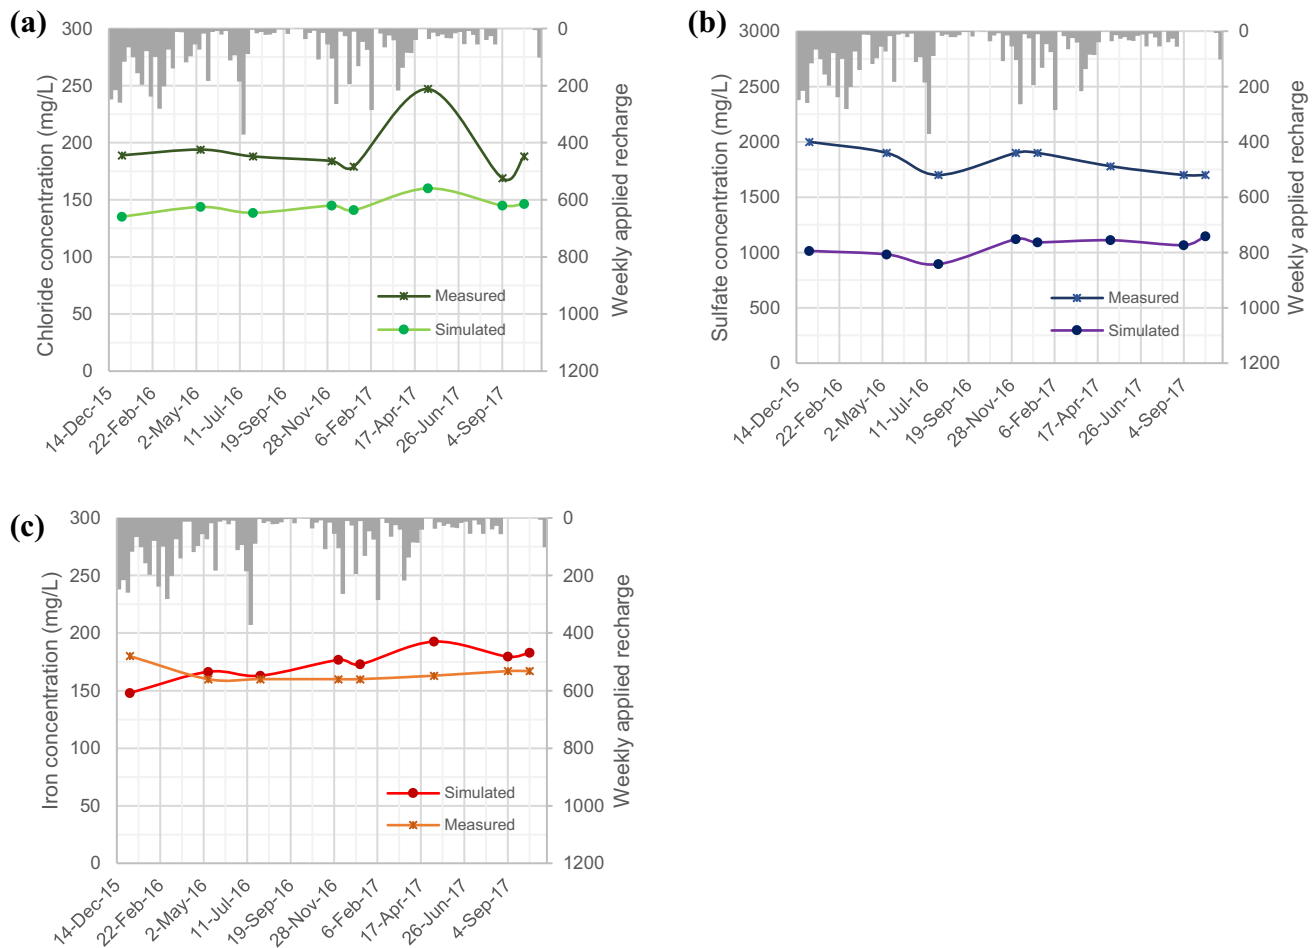 (a)
Chloride concentration (mg/L)
300
250
200
150
100
50
0
0
200
400
600
800
1000
1200
Weekly applied recharge
Measured
Simulated
14-Dec-15
22-Feb-16
2-May-16
11-Jul-16
19-Sep-16
28-Nov-16
6-Feb-17
17-Apr-17
26-Jun-17
4-Sep-17
(b)
Sulfate concentration (mg/L)
3000
2500
2000
1500
1000
500
0
0
200
400
600
800
1000
1200
Weekly applied recharge
Measured
Simulated
14-Dec-15
22-Feb-16
2-May-16
11-Jul-16
19-Sep-16
28-Nov-16
6-Feb-17
17-Apr-17
26-Jun-17
4-Sep-17
(c)
Iron concentration (mg/L)
300
250
200
150
100
50
0
0
200
400
600
800
1000
1200
Weekly applied recharge
Simulated
Measured
14-Dec-15
22-Feb-16
2-May-16
11-Jul-16
19-Sep-16
28-Nov-16
6-Feb-17
17-Apr-17
26-Jun-17
4-Sep-17